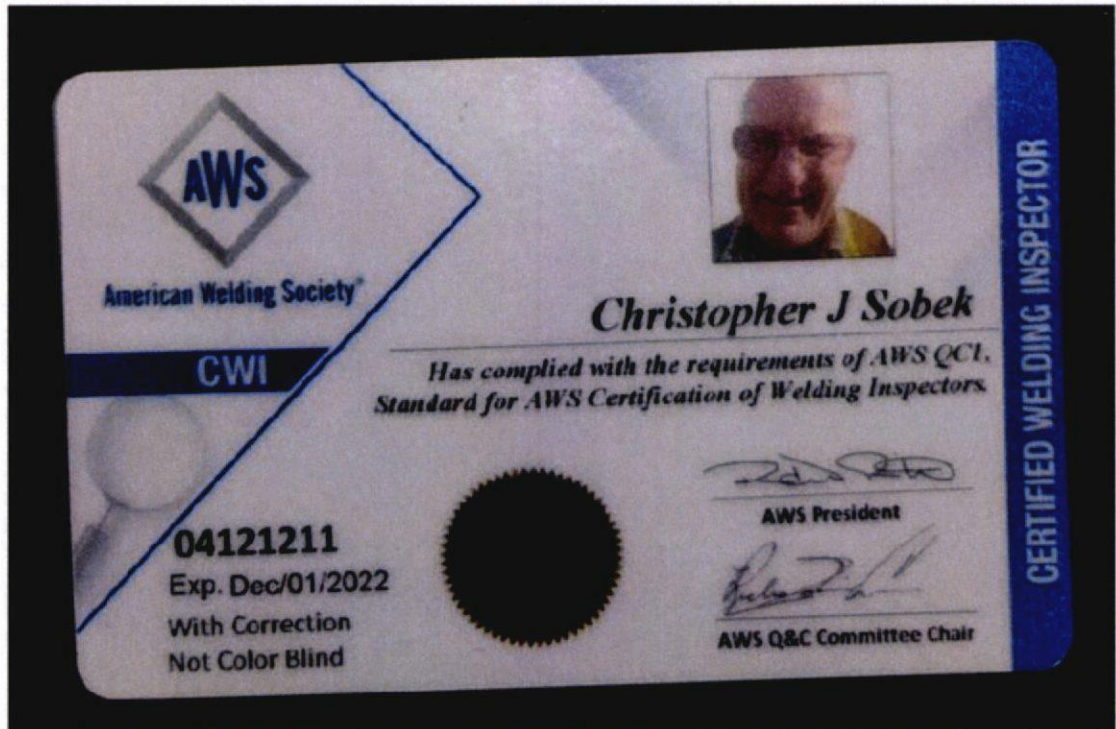 AWS
American Welding Society®
CWI
Christopher J Sobek
Has complied with the requirements of AWS QC1,
Standard for AWS Certification of Welding Inspectors.
04121211
Exp. Dec/01/2022
With Correction
Not Color Blind
AWS President
AWS Q&C Committee Chair
CERTIFIED WELDING INSPECTOR